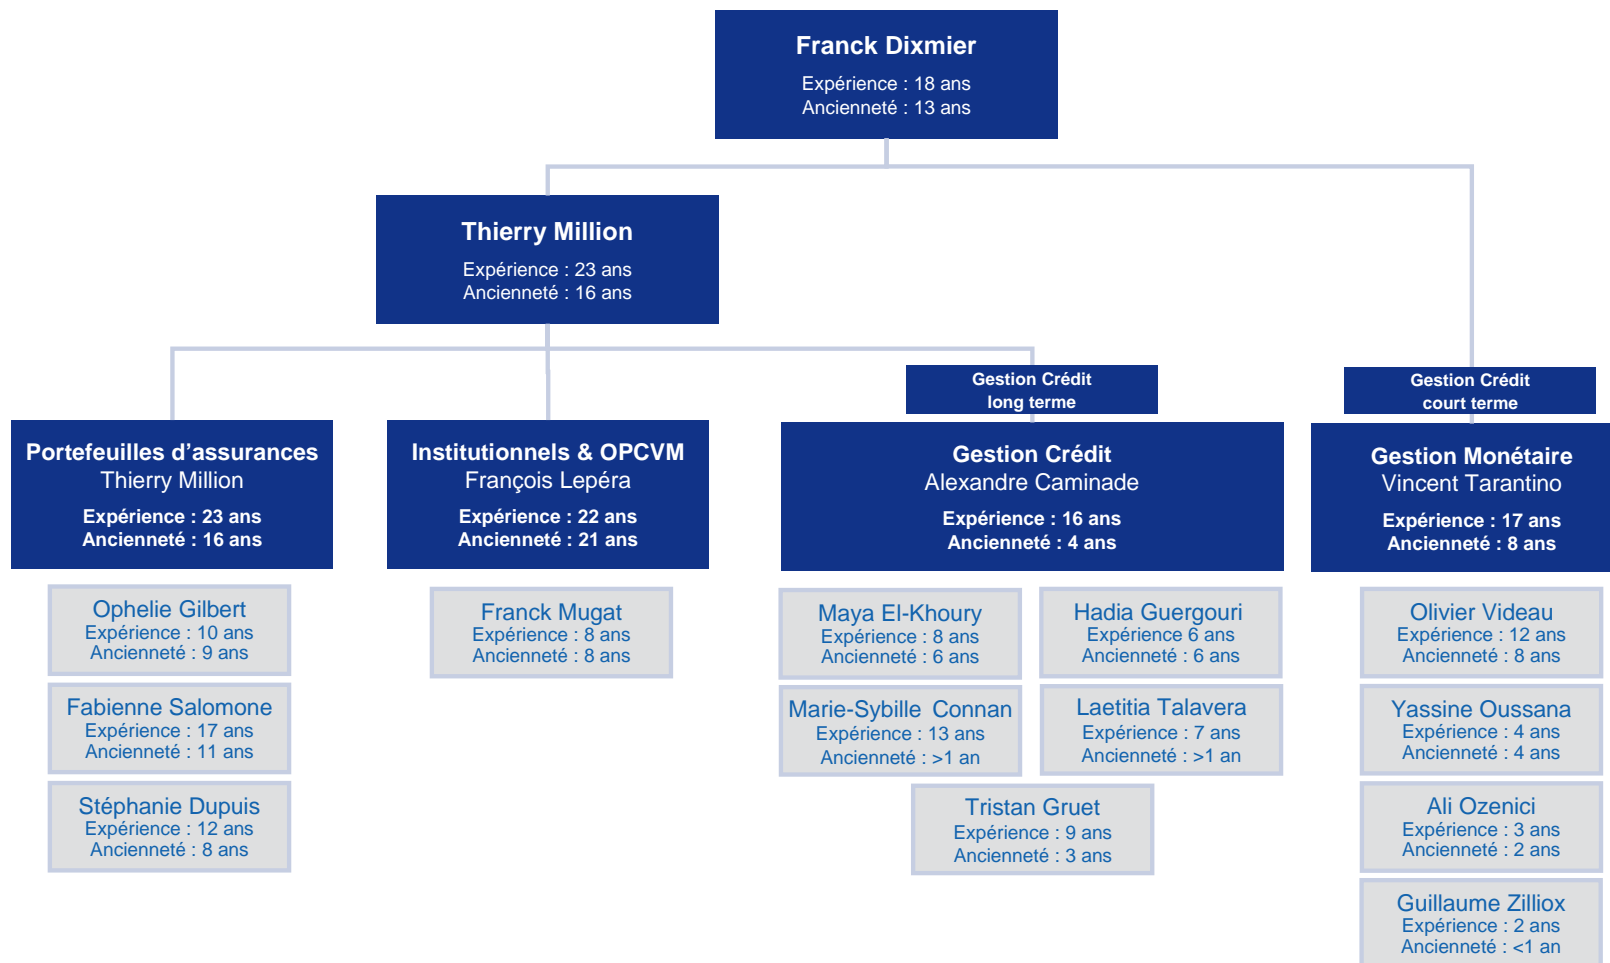 Franck Dixmier
Expérience : 18 ans
Ancienneté : 13 ans
Thierry Million
Expérience : 23 ans
Ancienneté : 16 ans
Gestion Crédit
long terme
Gestion Crédit
court terme
Portefeuilles d'assurances
Thierry Million
Expérience : 23 ans
Ancienneté : 16 ans
Institutionnels & OPCVM
François Lepéra
Expérience : 22 ans
Ancienneté : 21 ans
Gestion Crédit
Alexandre Caminade
Expérience : 16 ans
Ancienneté : 4 ans
Gestion Monétaire
Vincent Tarantino
Expérience : 17 ans
Ancienneté : 8 ans
Ophelie Gilbert
Expérience : 10 ans
Ancienneté : 9 ans
Fabienne Salomone
Expérience : 17 ans
Ancienneté : 11 ans
Stéphanie Dupuis
Expérience : 12 ans
Ancienneté : 8 ans
Franck Mugat
Expérience : 8 ans
Ancienneté : 8 ans
Maya El-Khoury
Expérience : 8 ans
Ancienneté : 6 ans
Hadia Guergouri
Expérience 6 ans
Ancienneté : 6 ans
Marie-Sybille Connan
Expérience : 13 ans
Ancienneté : >1 an
Laetitia Talavera
Expérience : 7 ans
Ancienneté : >1 an
Tristan Gruet
Expérience : 9 ans
Ancienneté : 3 ans
Olivier Videau
Expérience : 12 ans
Ancienneté : 8 ans
Yassine Oussana
Expérience : 4 ans
Ancienneté : 4 ans
Ali Ozenici
Expérience : 3 ans
Ancienneté : 2 ans
Guillaume Zilliox
Expérience : 2 ans
Ancienneté : <1 an